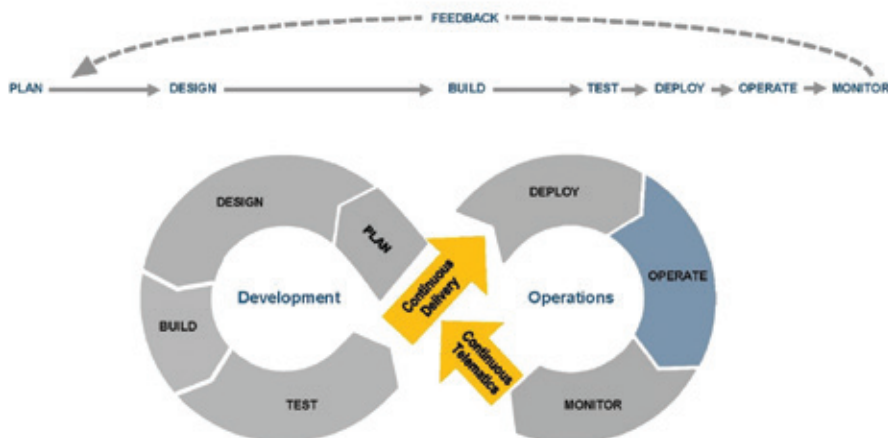 FEEDBACK
PLAN DESIGN BUILD TEST DEPLOY OPERATE MONITOR
DESIGN
PLAN
BUILD
TEST
Development
Continuous
Delivery
Continuous
Telematics
DEPLOY
OPERATE
Operations
MONITOR